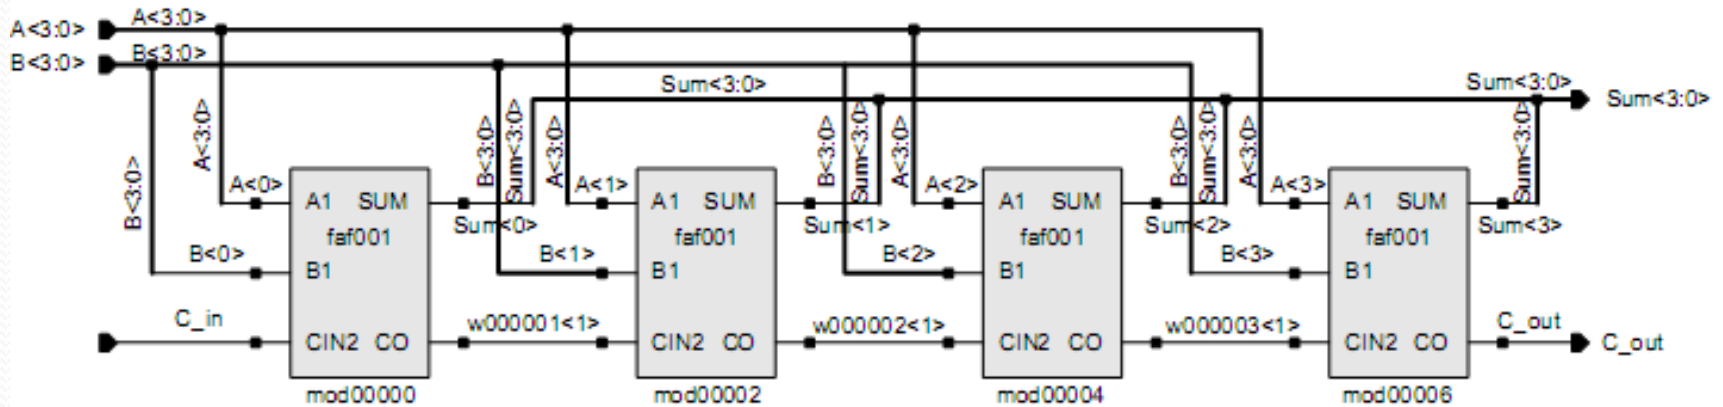 A<3:0> A<3:0>
B<3:0> B<3:0>
Sum<3:0> Sum<3:0> Sum<3:0>
B<3:0> A<3:0> B<3:0> Sum<3:0> A<3:0> B<3:0> Sum<3:0> A<3:0> B<3:0> Sum<3:0> A<3:0> Sum<3:0>
A<0> A<1> A<2> A<3>
A1 SUM A1 SUM A1 SUM A1 SUM
Sum<0> Sum<1> Sum<2> Sum<3>
faf001 faf001 faf001 faf001
B<0> B<1> B<2> B<3>
B1 B1 B1 B1
C_in w000001<1> w000002<1> w000003<1> C_out
CIN2 CO CIN2 CO CIN2 CO CIN2 CO C_out
mod00000 mod00002 mod00004 mod00006